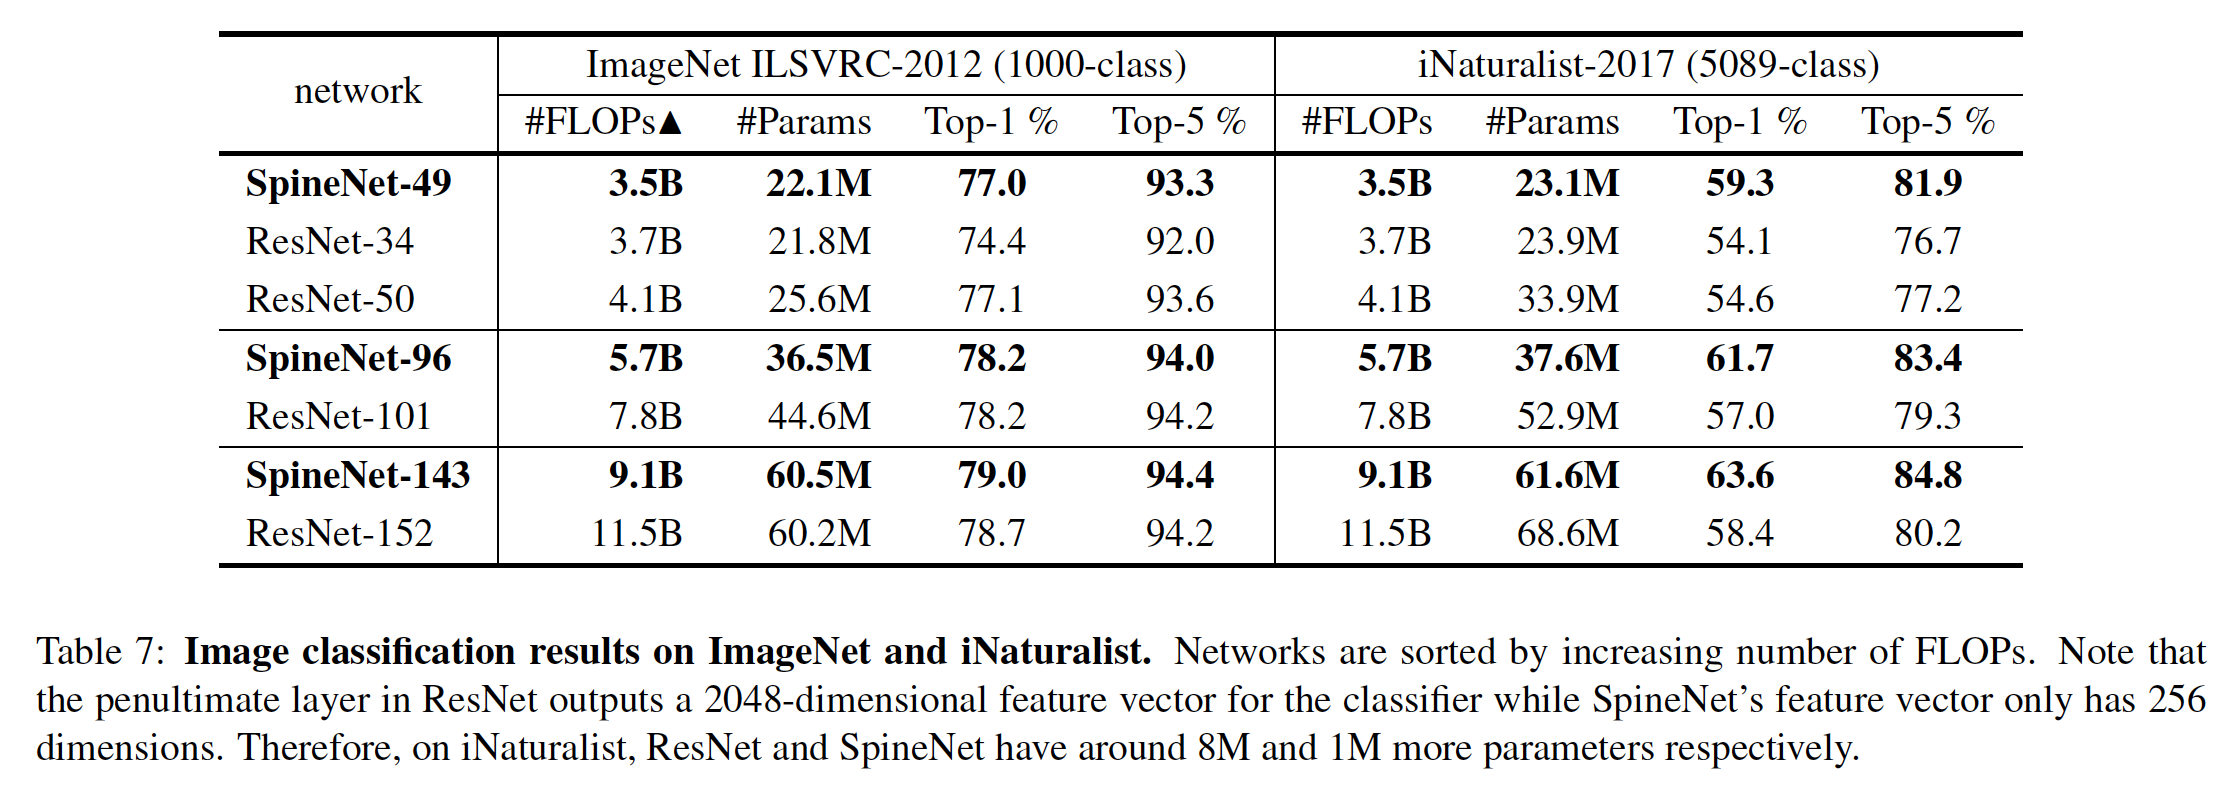 network ImageNet ILSVRC-2012 (1000-class) iNaturalist-2017 (5089-class)
#FLOPs▲ #Params Top-1 % Top-5 % #FLOPs #Params Top-1 % Top-5 %
SpineNet-49 3.5B 22.1M 77.0 93.3 3.5B 23.1M 59.3 81.9
ResNet-34 3.7B 21.8M 74.4 92.0 3.7B 23.9M 54.1 76.7
ResNet-50 4.1B 25.6M 77.1 93.6 4.1B 33.9M 54.6 77.2
SpineNet-96 5.7B 36.5M 78.2 94.0 5.7B 37.6M 61.7 83.4
ResNet-101 7.8B 44.6M 78.2 94.2 7.8B 52.9M 57.0 79.3
SpineNet-143 9.1B 60.5M 79.0 94.4 9.1B 61.6M 63.6 84.8
ResNet-152 11.5B 60.2M 78.7 94.2 11.5B 68.6M 58.4 80.2
Table 7: Image classification results on ImageNet and iNaturalist. Networks are sorted by increasing number of FLOPs. Note that
the penultimate layer in ResNet outputs a 2048-dimensional feature vector for the classifier while SpineNet's feature vector only has 256
dimensions. Therefore, on iNaturalist, ResNet and SpineNet have around 8M and 1M more parameters respectively.